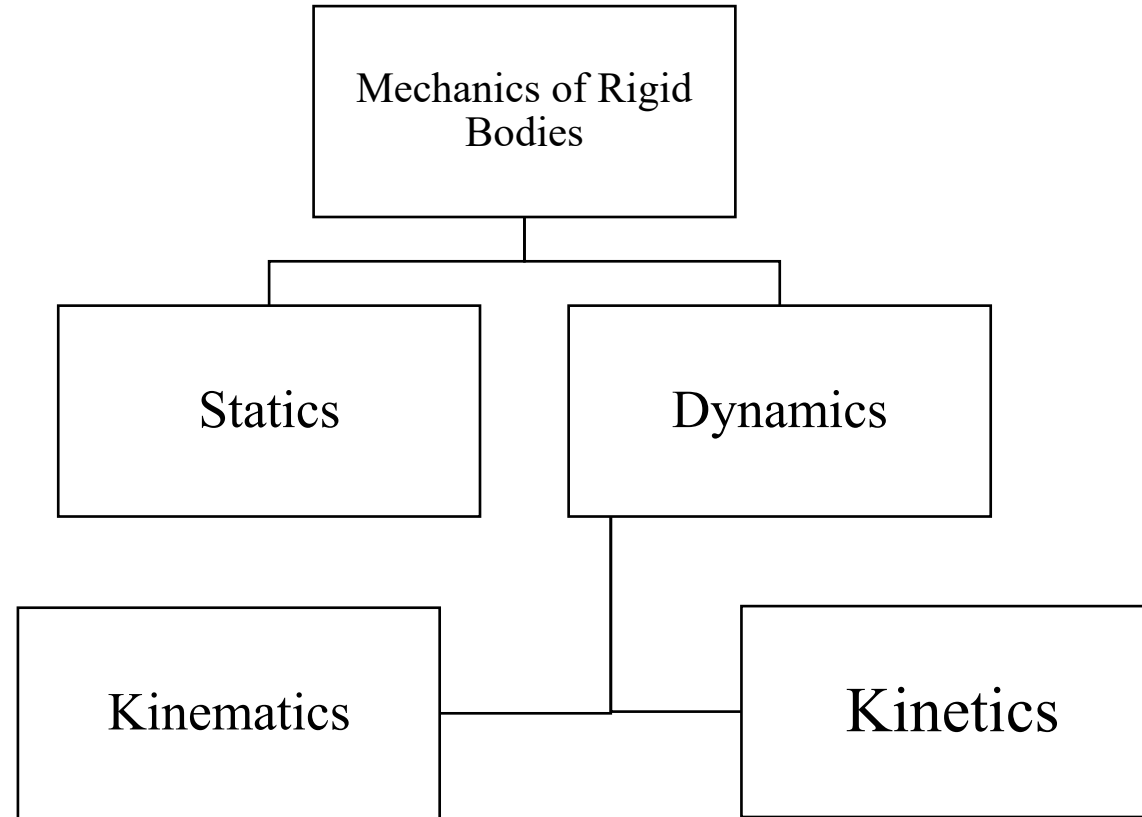 Mechanics of Rigid
Bodies
Statics
Dynamics
Kinematics
Kinetics